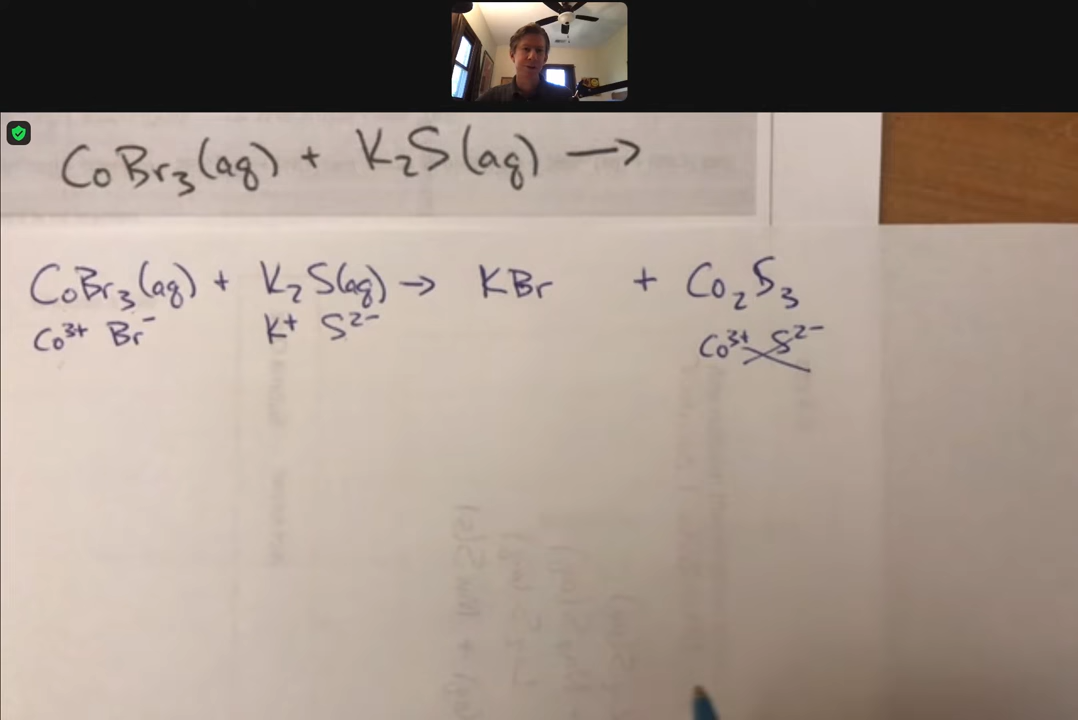 CoBr₃(aq) + K₂S(aq) →
CoBr₃(aq) + K₂S(aq) → KBr + Co₂S₃
Co³⁺ Br⁻ K⁺ S²⁻ Co³⁺ S²⁻